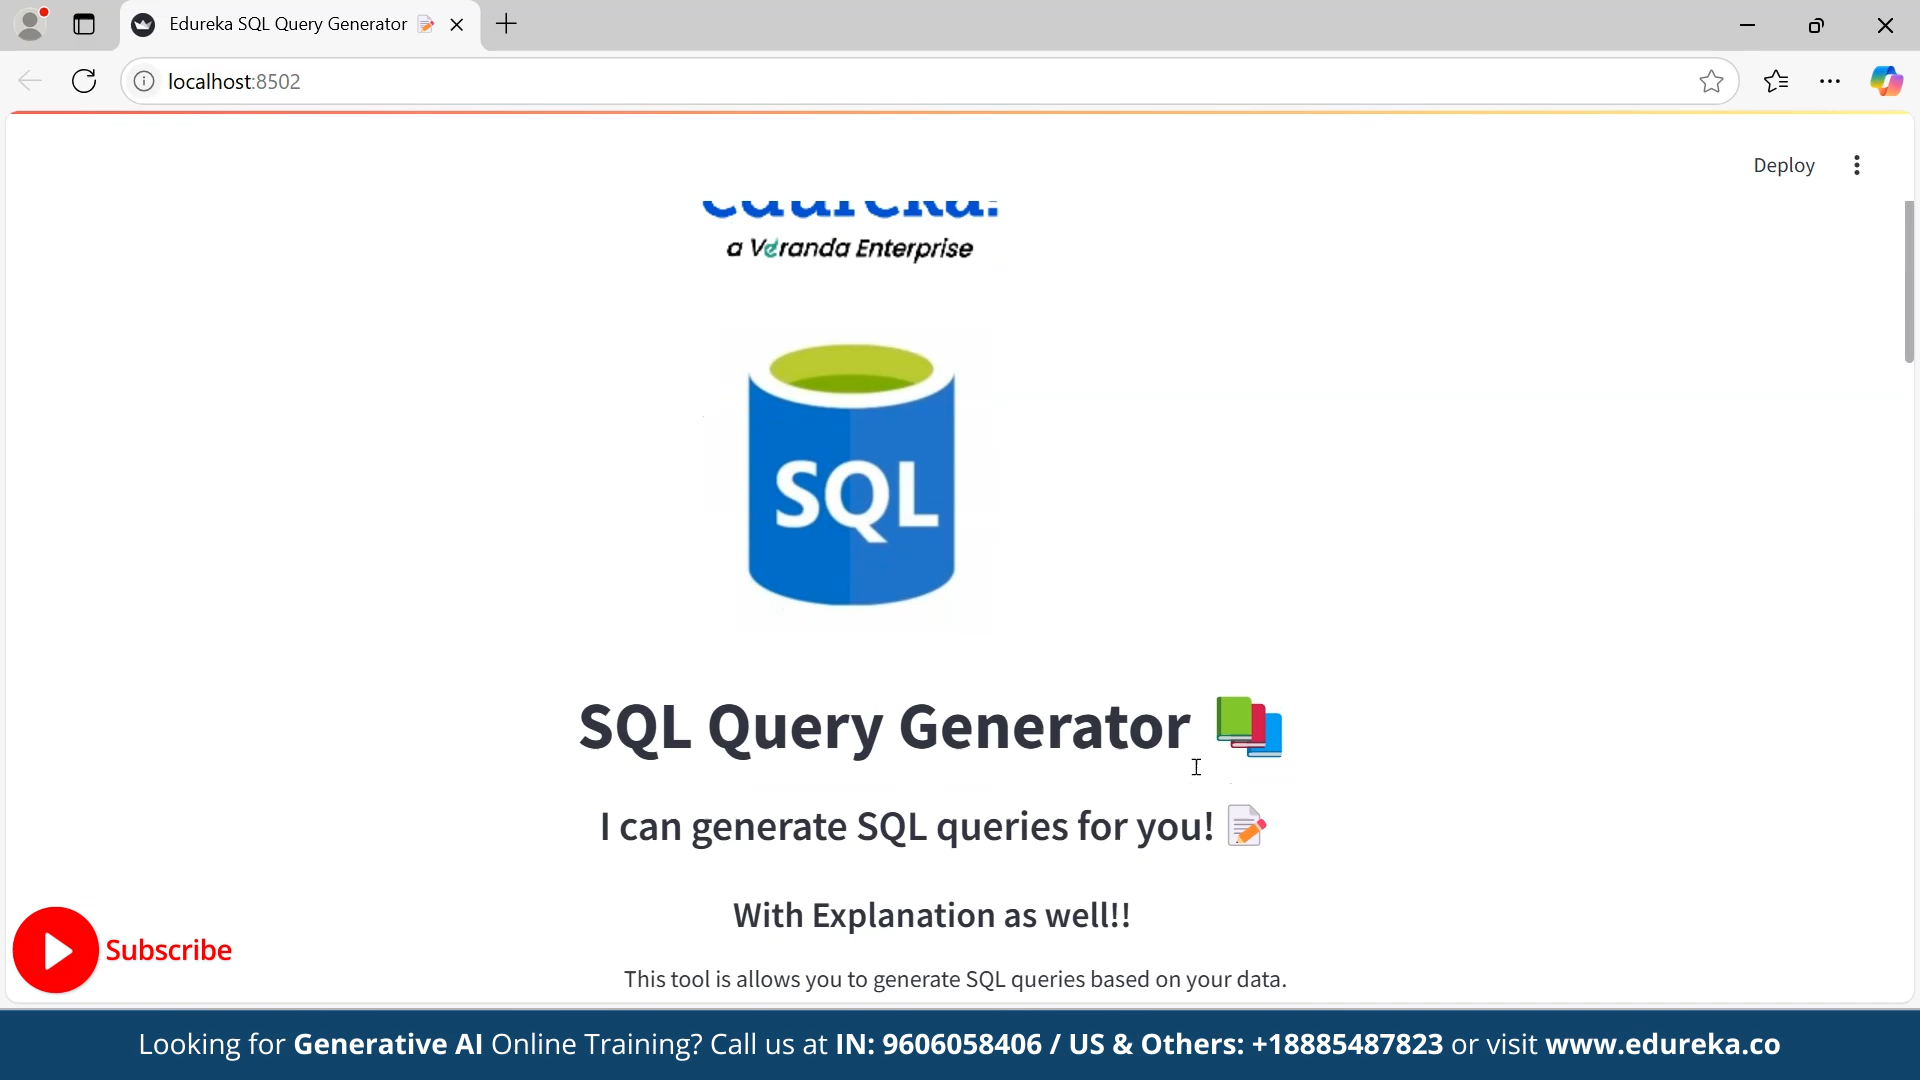 Edureka SQL Query Generator
localhost:8502
Deploy
edureka!
a Veranda Enterprise
SQL
SQL Query Generator
I can generate SQL queries for you!
With Explanation as well!!
This tool is allows you to generate SQL queries based on your data.
Subscribe
Looking for Generative AI Online Training? Call us at IN: 9606058406 / US & Others: +18885487823 or visit www.edureka.co